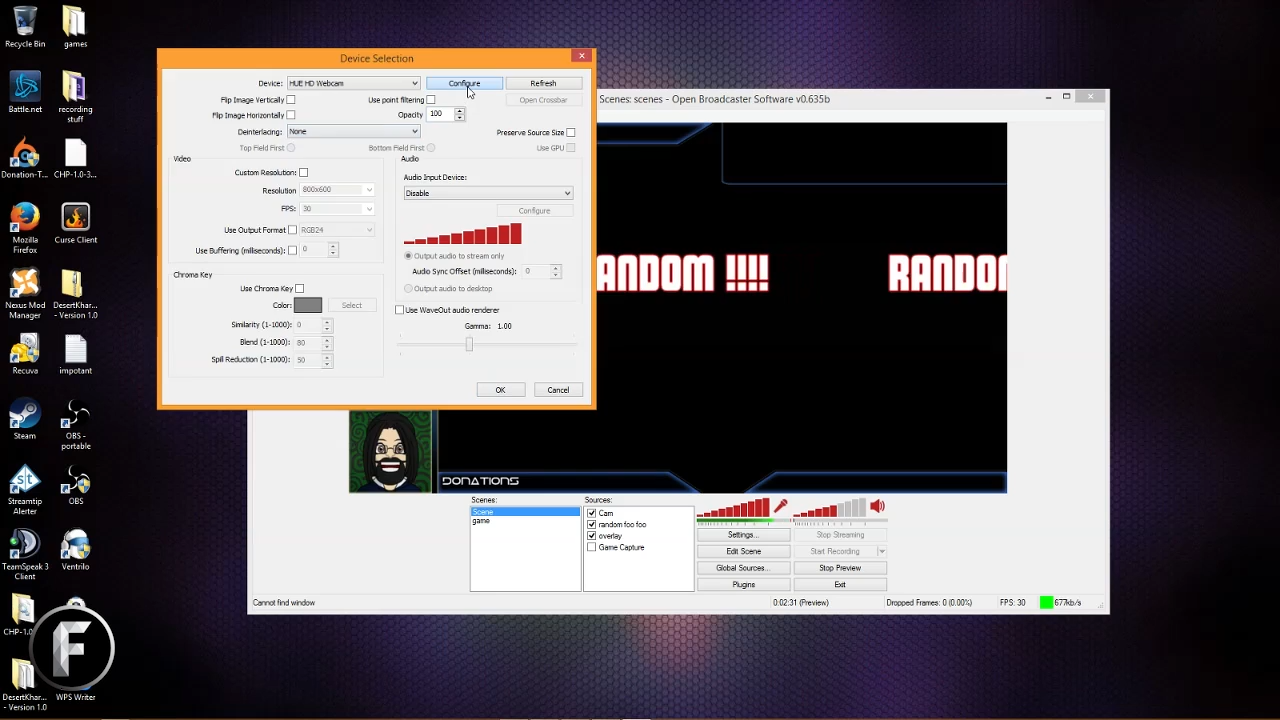 Recycle Bin
games
Battle.net
recording
stuff
Donation-T...
CHP-1.0-3...
Mozilla
Firefox
Curse Client
Nexus Mod
Manager
DesertKhar...
- Version 1.0
Recuva
impotant
Steam
OBS -
portable
Streamtip
Alerter
OBS
TeamSpeak 3
Client
Ventrilo
CHP-1.0
F
DesertKhar...
- Version 1.0
WPS Writer
Device Selection
Device:
HUE HD Webcam
Configure
Refresh
Flip Image Vertically
Use point filtering
Open Crossbar
Flip Image Horizontally
Opacity
100
Deinterlacing:
None
Preserve Source Size
Top Field First
Bottom Field First
Use GPU
Video
Custom Resolution:
Resolution
800x600
FPS:
30
Use Output Format
RGB24
Use Buffering (milliseconds):
0
Audio
Audio Input Device:
Disable
Configure
Output audio to stream only
Audio Sync Offset (milliseconds):
0
Output audio to desktop
Use WaveOut audio renderer
Gamma:
1.00
Chroma Key
Use Chroma Key
Color:
Select
Similarity (1-1000)
0
Blend (1-1000):
80
Spill Reduction (1-1000):
50
OK
Cancel
Scenes: scenes - Open Broadcaster Software v0.635b
ANDOM !!!!
RANDO
DONATIONS
Scenes:
Scene
game
Sources:
Cam
random foo foo
overlay
Game Capture
Settings...
Stop Streaming
Edit Scene
Start Recording
Global Sources...
Stop Preview
Plugins
Exit
Cannot find window
0:02:31 (Preview)
Dropped Frames: 0 (0.00%)
FPS: 30
677kb/s